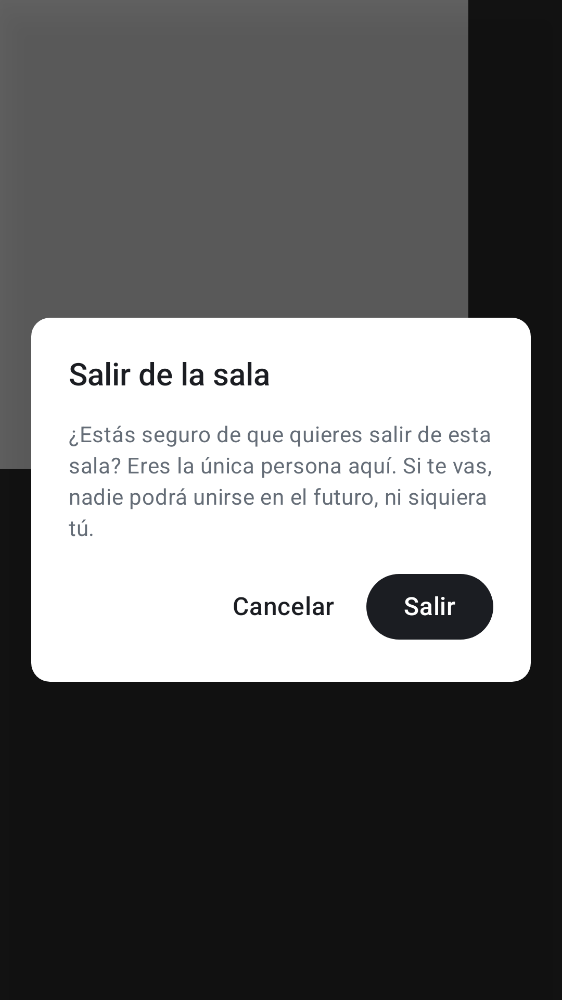 Salir de la sala
¿Estás seguro de que quieres salir de esta
sala? Eres la única persona aquí. Si te vas,
nadie podrá unirse en el futuro, ni siquiera
tú.
Cancelar
Salir